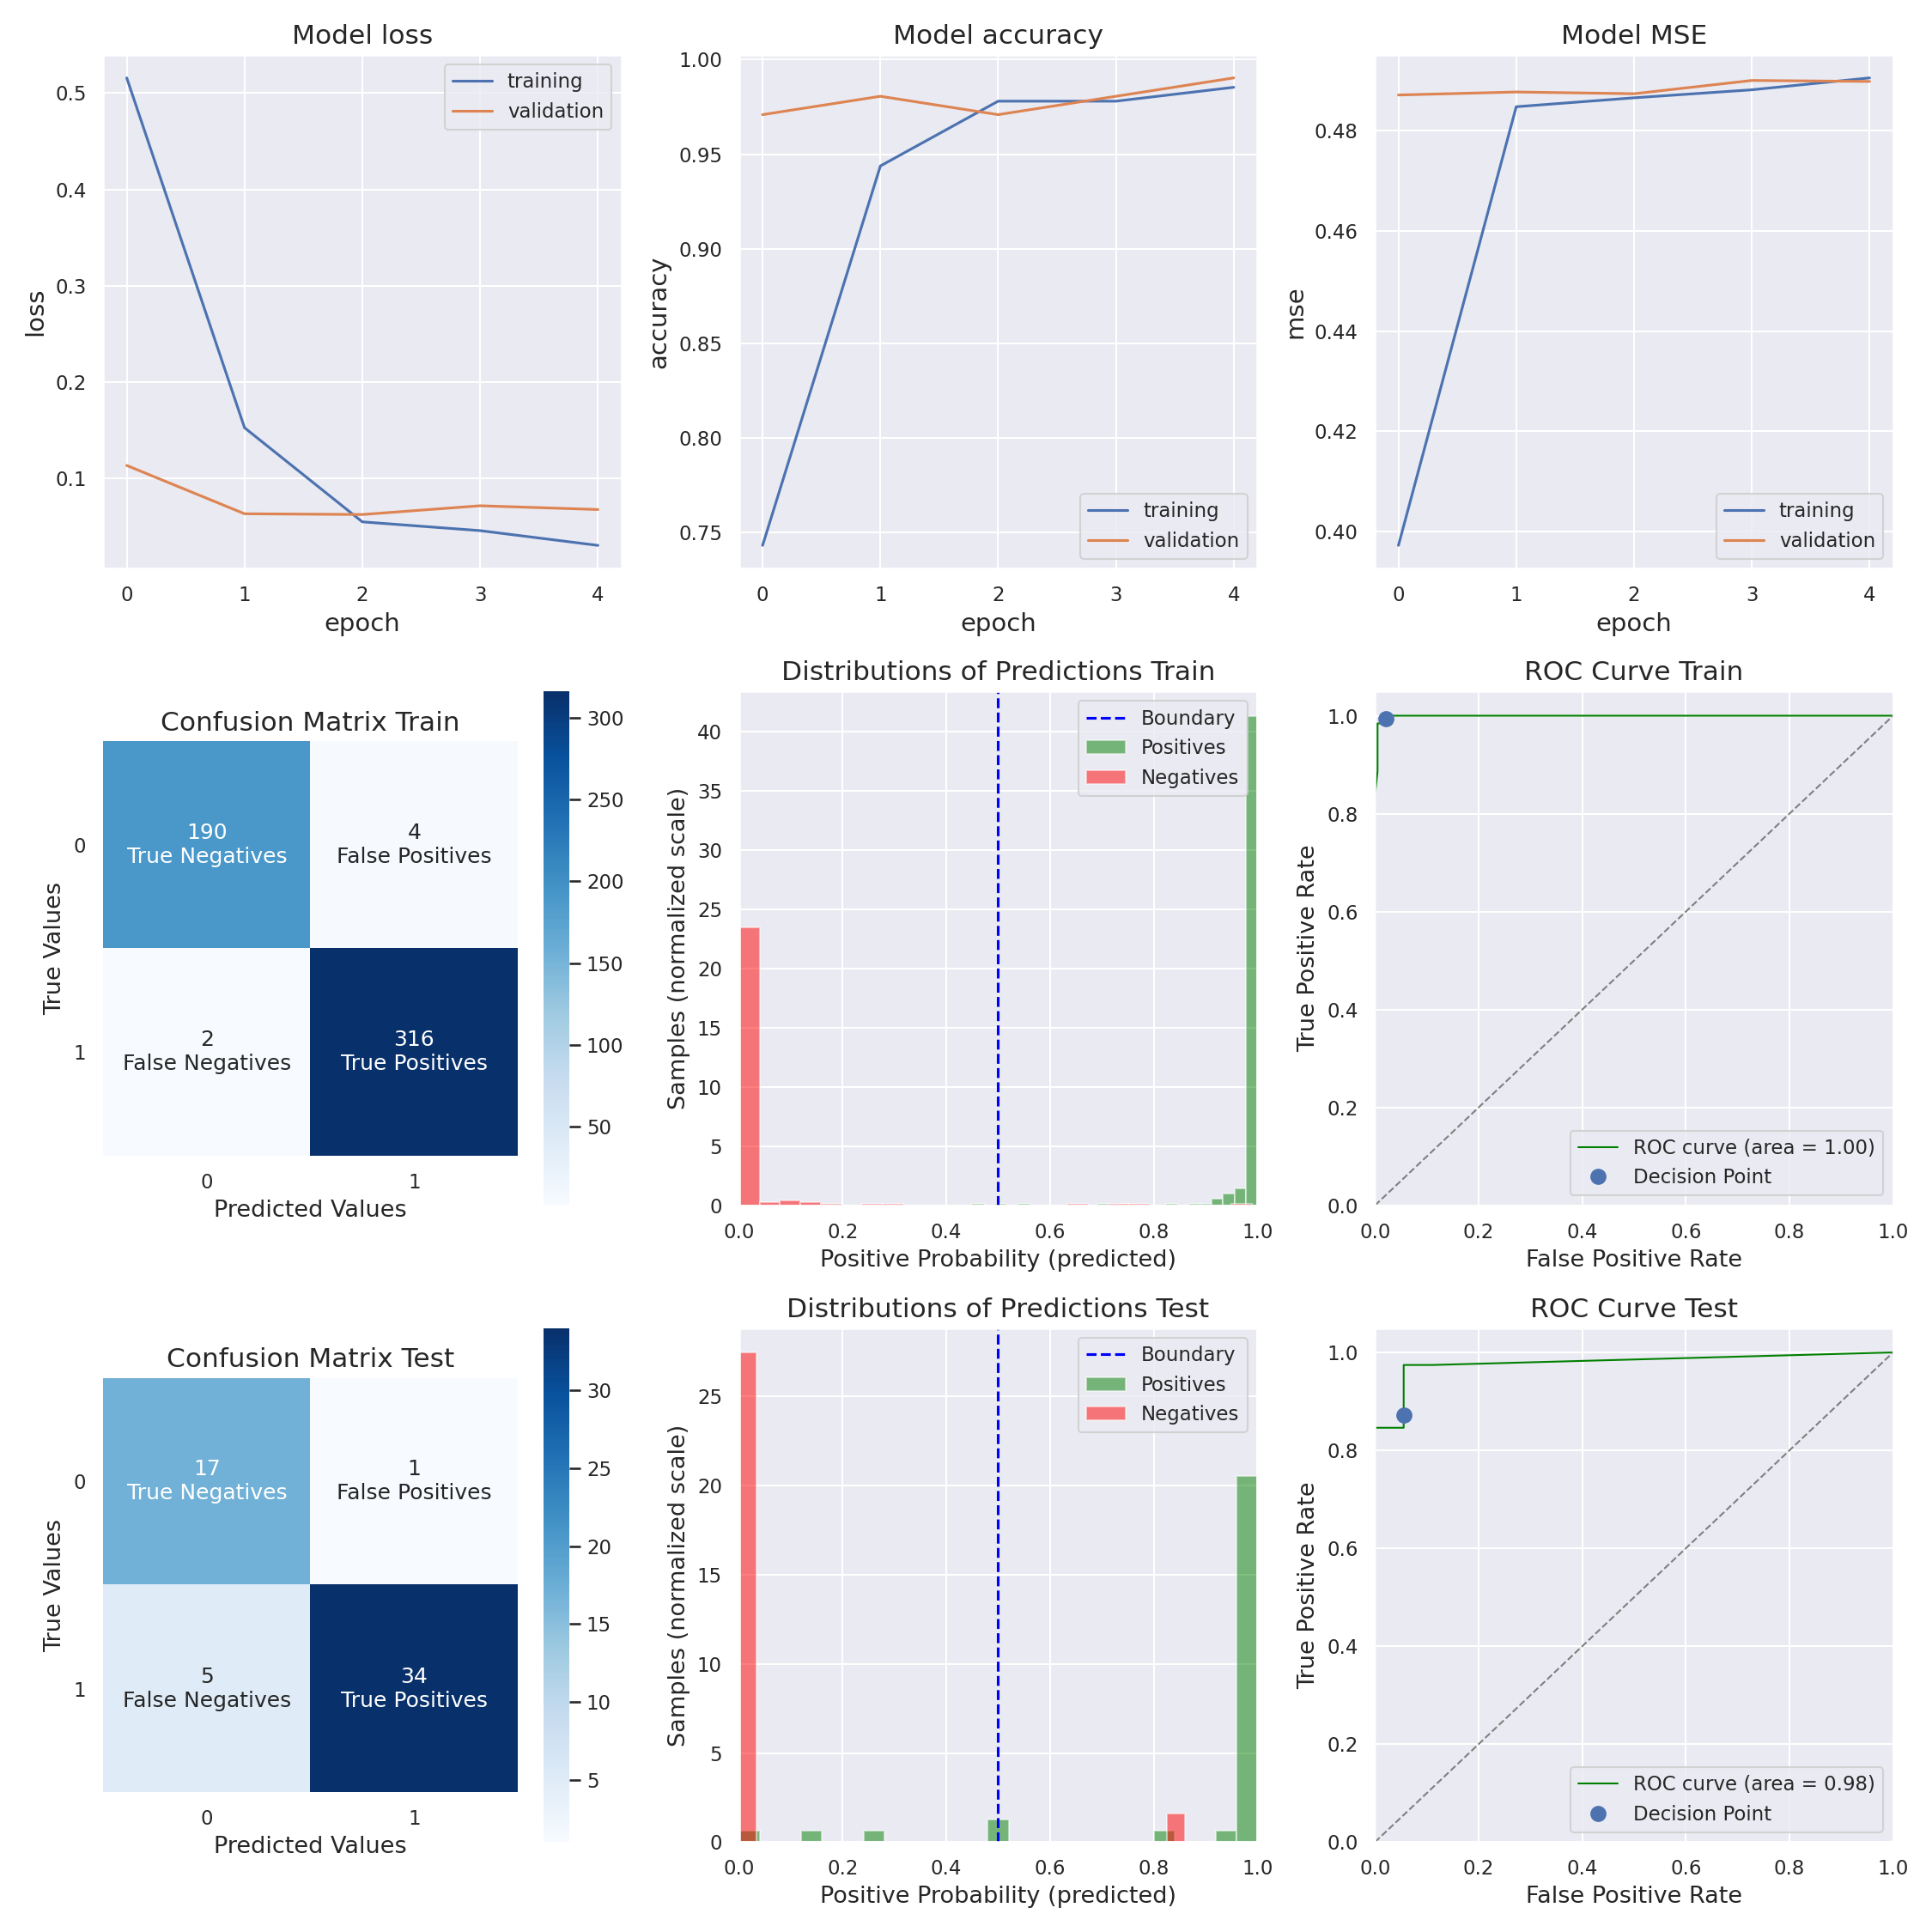 Model loss
training
validation
0.5
0.4
0.3
0.2
0.1
loss
0 1 2 3 4
epoch
Model accuracy
1.00
0.95
0.90
0.85
0.80
0.75
accuracy
training
validation
0 1 2 3 4
epoch
Model MSE
0.48
0.46
0.44
0.42
0.40
mse
training
validation
0 1 2 3 4
epoch
Confusion Matrix Train
True Values
0
190
True Negatives
4
False Positives
1
2
False Negatives
316
True Positives
0 1
Predicted Values
300
250
200
150
100
50
Distributions of Predictions Train
Boundary
Positives
Negatives
Samples (normalized scale)
40
35
30
25
20
15
10
5
0
0.0 0.2 0.4 0.6 0.8 1.0
Positive Probability (predicted)
ROC Curve Train
True Positive Rate
1.0
0.8
0.6
0.4
0.2
0.0
ROC curve (area = 1.00)
Decision Point
0.0 0.2 0.4 0.6 0.8 1.0
False Positive Rate
Confusion Matrix Test
True Values
0
17
True Negatives
1
False Positives
1
5
False Negatives
34
True Positives
0 1
Predicted Values
30
25
20
15
10
5
Distributions of Predictions Test
Boundary
Positives
Negatives
Samples (normalized scale)
25
20
15
10
5
0
0.0 0.2 0.4 0.6 0.8 1.0
Positive Probability (predicted)
ROC Curve Test
True Positive Rate
1.0
0.8
0.6
0.4
0.2
0.0
ROC curve (area = 0.98)
Decision Point
0.0 0.2 0.4 0.6 0.8 1.0
False Positive Rate